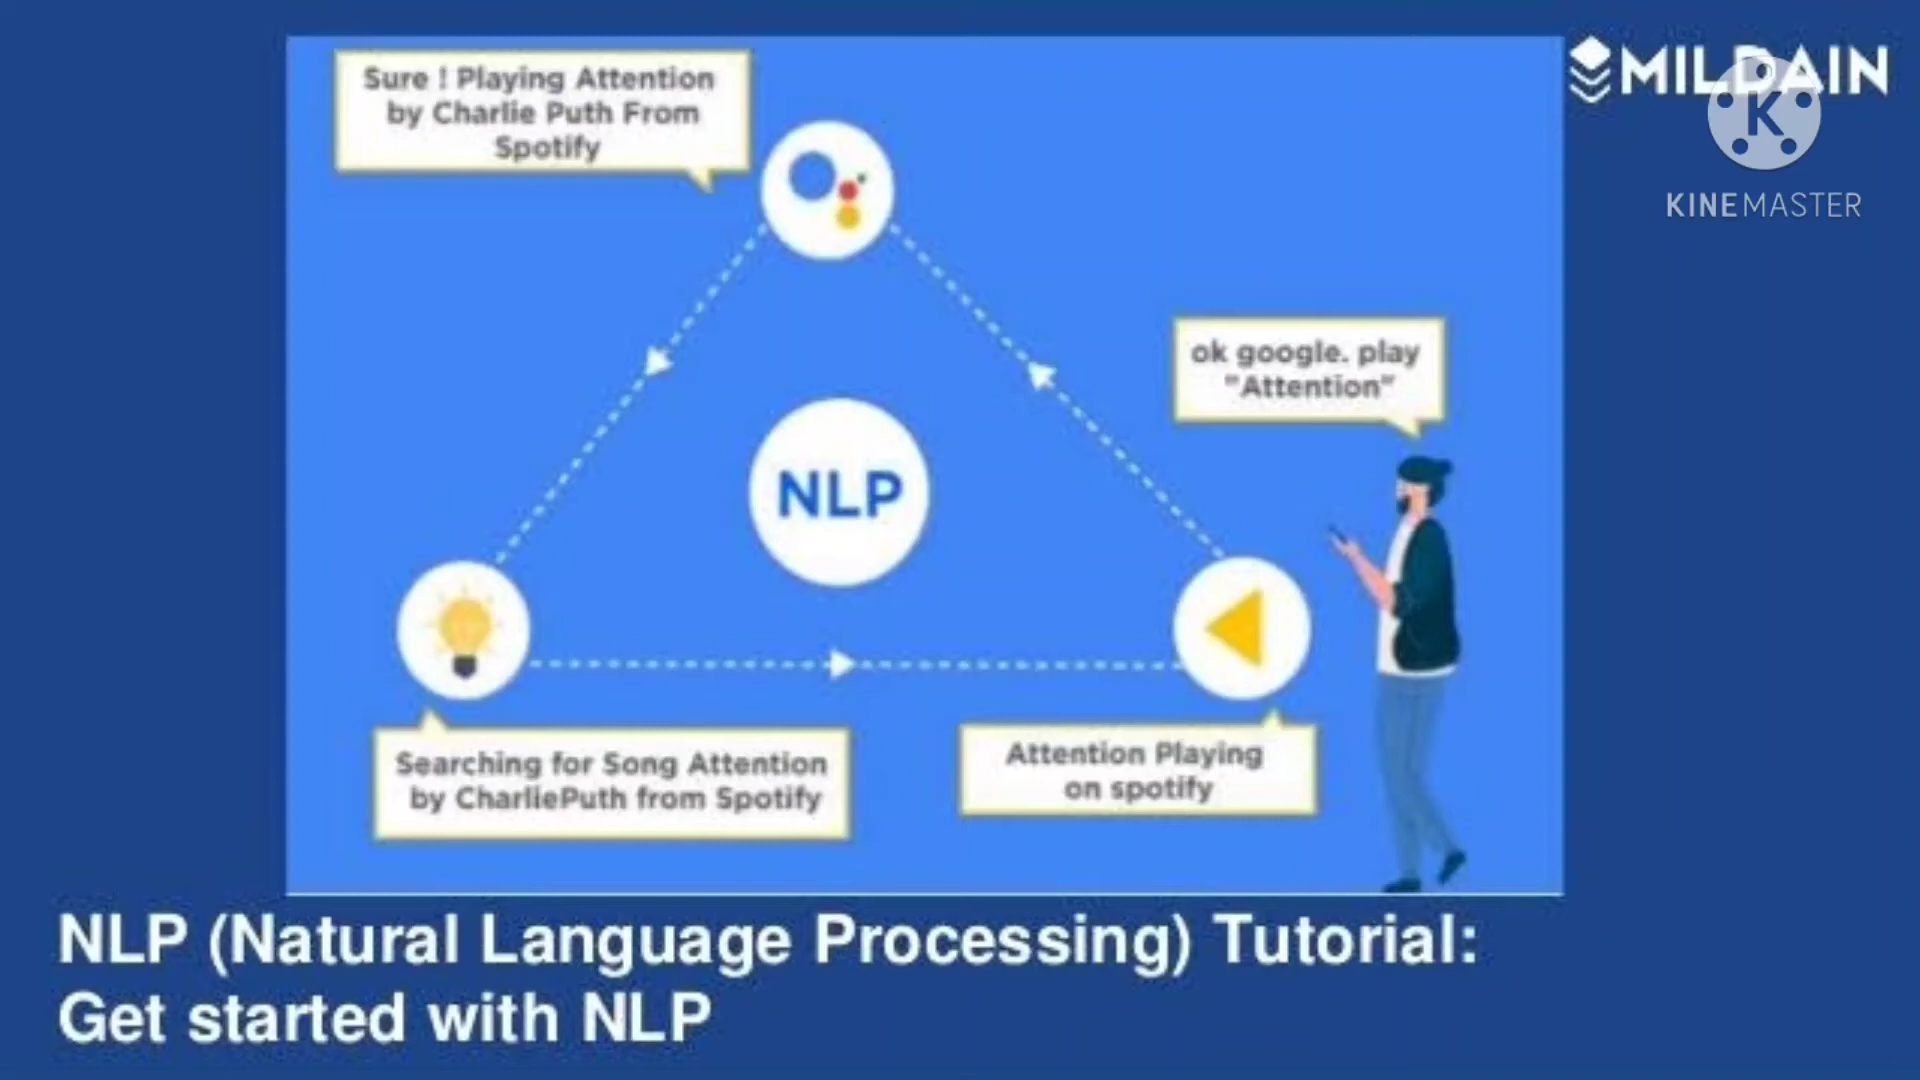 Sure ! Playing Attention
by Charlie Puth From
Spotify
MILDAIN
K
KINEMASTER
ok google. play
"Attention"
NLP
Searching for Song Attention
by CharliePuth from Spotify
Attention Playing
on spotify
NLP (Natural Language Processing) Tutorial:
Get started with NLP